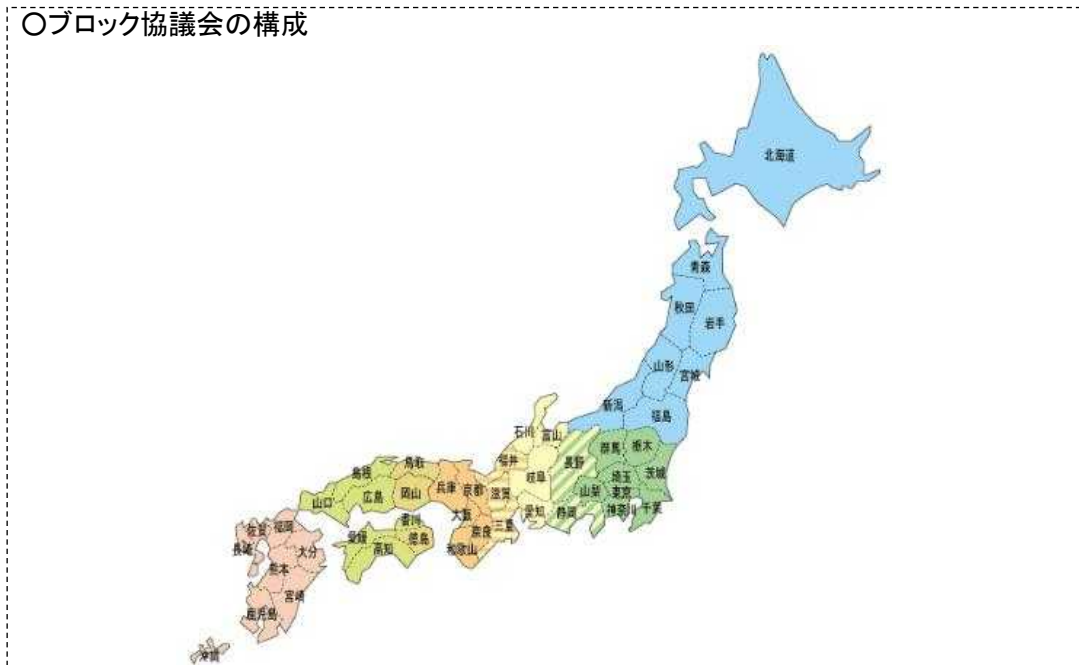 ○ブロック協議会の構成
北海道
青森
秋田
岩手
山形
宮城
新潟
福島
石川
富山
群馬
栃木
福井
長野
岐阜
埼玉
茨城
鳥取
島根
兵庫
京都
滋賀
山梨
東京
岡山
広島
山口
愛知
静岡
神奈川
千葉
大阪
香川
三重
奈良
佐賀
福岡
愛媛
徳島
高知
和歌山
長崎
大分
熊本
宮崎
鹿児島
沖縄